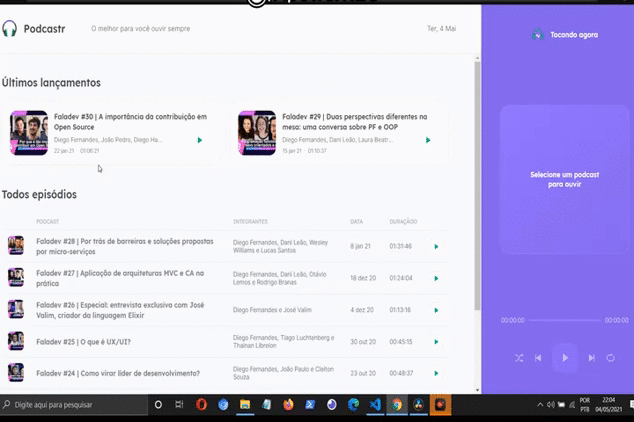 Podcastr
O melhor para você ouvir sempre
Ter, 4 Mai
Tocando agora
Últimos lançamentos
Faladev #30 | A importância da contribuição em
Open Source
Diego Fernandes, João Pedro, Diego Ha...
22 jan 21 · 01:06:21
Faladev #29 | Duas perspectivas diferentes na
mesa: uma conversa sobre PF e OOP
Diego Fernandes, Dani Leão, Laura Beatr...
15 jan 21 · 01:10:37
Selecione um podcast
para ouvir
Todos episódios
PODCAST
INTEGRANTES
DATA
DURAÇÃO
Faladev #28 | Por trás de barreiras e soluções propostas
por micro-serviços
Diego Fernandes, Dani Leão, Wesley
Williams e Lucas Santos
8 jan 21
01:31:46
Faladev #27 | Aplicação de arquiteturas MVC e CA na
prática
Diego Fernandes, Dani Leão, Otávio
Lemos e Rodrigo Branas
18 dez 20
01:24:04
Faladev #26 | Especial: entrevista exclusiva com José
Valim, criador da linguagem Elixir
Diego Fernandes e José Valim
4 dez 20
01:13:16
Faladev #25 | O que é UX/UI?
Diego Fernandes, Tiago Luchtenberg e
Thainan Librelon
30 out 20
00:45:15
Faladev #24 | Como virar líder de desenvolvimento?
Diego Fernandes, João Paulo e Cleiton
Souza
23 out 20
00:48:37
00:00:00
00:00:00
Digite aqui para pesquisar
POR
PTB
22:04
04/05/2021